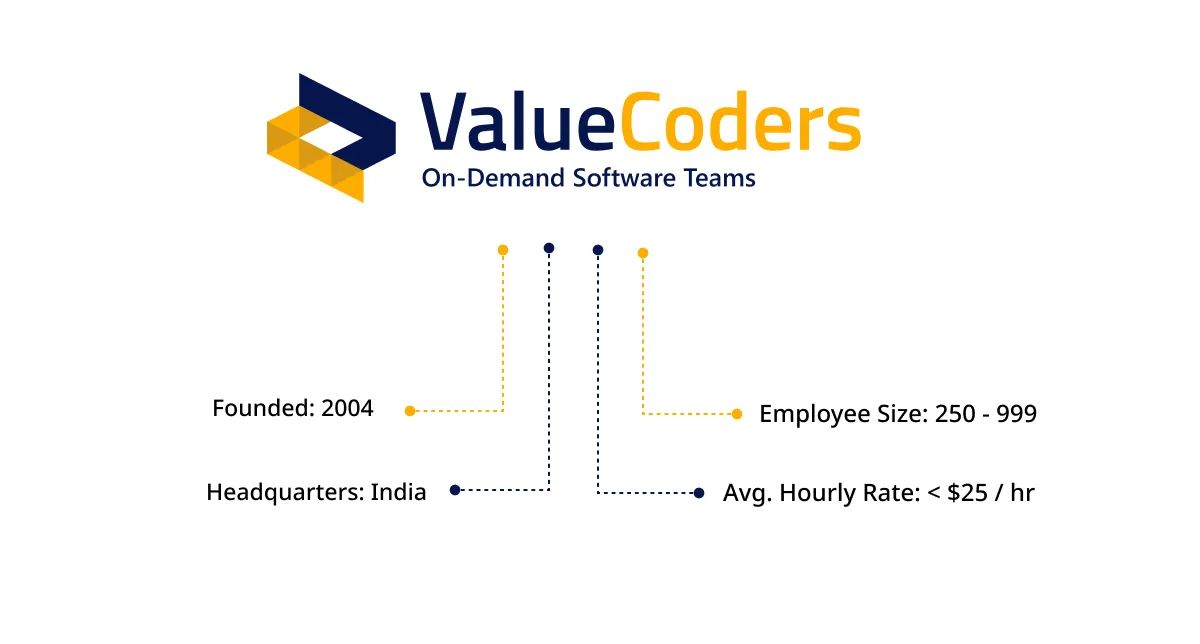 ValueCoders
On-Demand Software Teams
Founded: 2004
Employee Size: 250 - 999
Headquarters: India
Avg. Hourly Rate: < $25 / hr